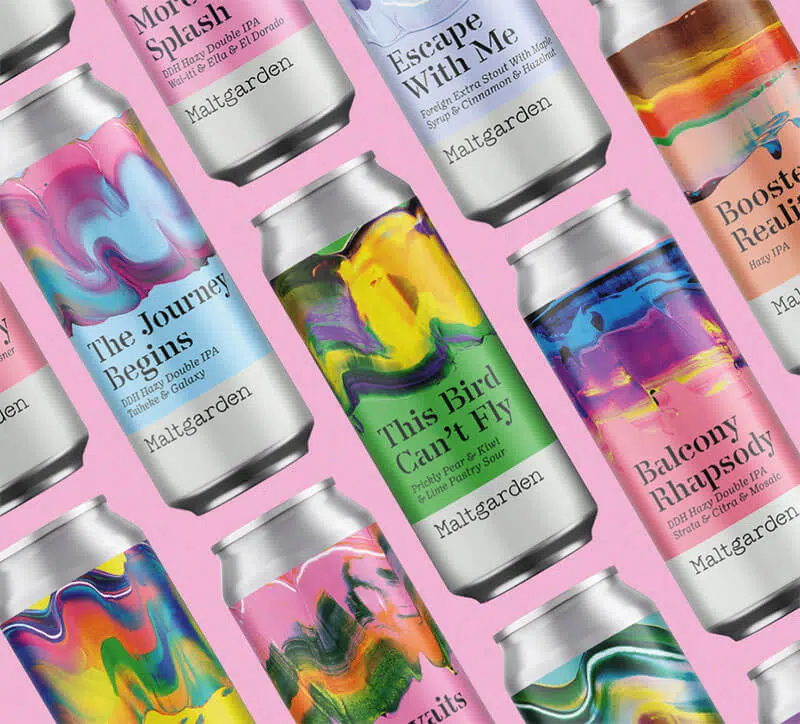 More
Splash
DDH Hazy Double IPA
Wai-iti & Ella & El Dorado
Maltgarden
Escape
With Me
Foreign Extra Stout With Maple
Syrup & Cinnamon & Hazelnut
Maltgarden
Hazy IPA
The Journey
Begins
DDH Hazy Double IPA
Taiheke & Galaxy
Maltgarden
This Bird
Can't Fly
Prickly Pear & Kiwi
& Lime Pastry Sour
Maltgarden
Balcony
Rhapsody
DDH Hazy Double IPA
Strata & Citra & Mosaic
Maltgarden